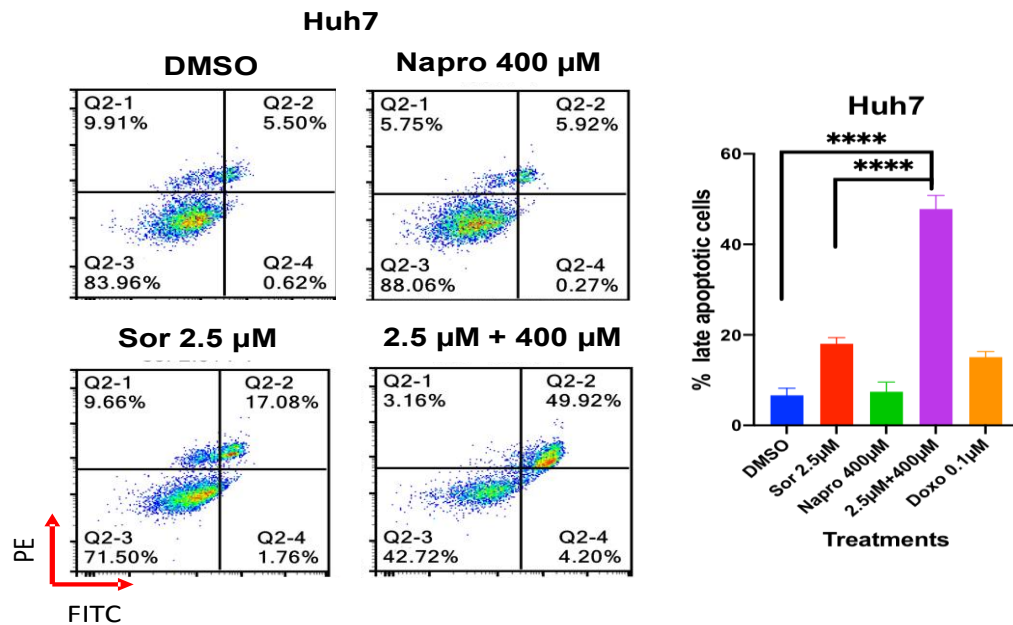 Huh7
DMSO
Q2-1
9.91%
Q2-2
5.50%
Q2-3
83.96%
Q2-4
0.62%
Napro 400 µM
Q2-1
5.75%
Q2-2
5.92%
Q2-3
88.06%
Q2-4
0.27%
Sor 2.5 µM
Q2-1
9.66%
Q2-2
17.08%
Q2-3
71.50%
Q2-4
1.76%
2.5 µM + 400 µM
Q2-1
3.16%
Q2-2
49.92%
Q2-3
42.72%
Q2-4
4.20%
PE
FITC
Huh7
****
****
% late apoptotic cells
60
40
20
0
DMSO
Sor 2.5µM
Napro 400µM
2.5µM+400µM
Doxo 0.1µM
Treatments